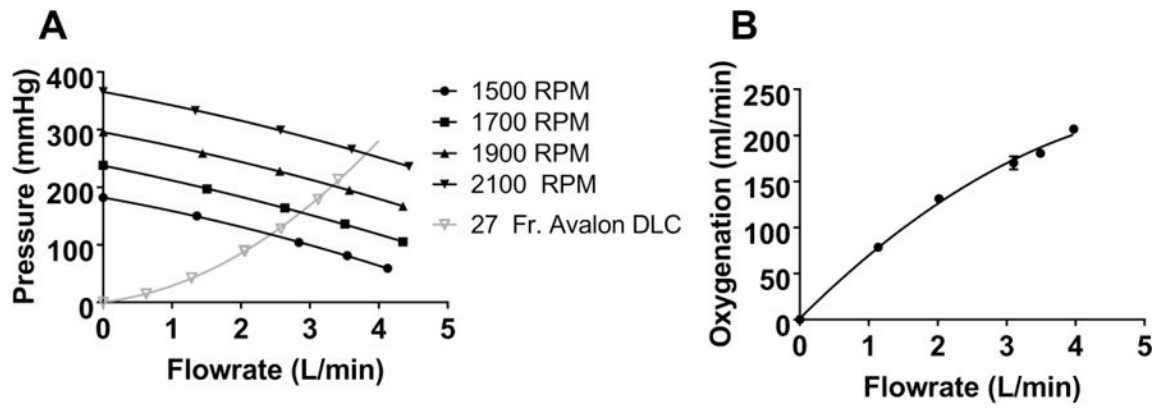 A
Pressure (mmHg)
400
300
200
100
0
0 1 2 3 4 5
Flowrate (L/min)
1500 RPM
1700 RPM
1900 RPM
2100 RPM
27 Fr. Avalon DLC
B
Oxygenation (ml/min)
250
200
150
100
50
0
0 1 2 3 4 5
Flowrate (L/min)